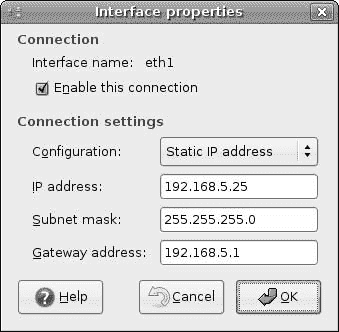 Interface properties
Connection
Interface name: eth1
Enable this connection
Connection settings
Configuration: Static IP address
IP address: 192.168.5.25
Subnet mask: 255.255.255.0
Gateway address: 192.168.5.1
Help Cancel OK